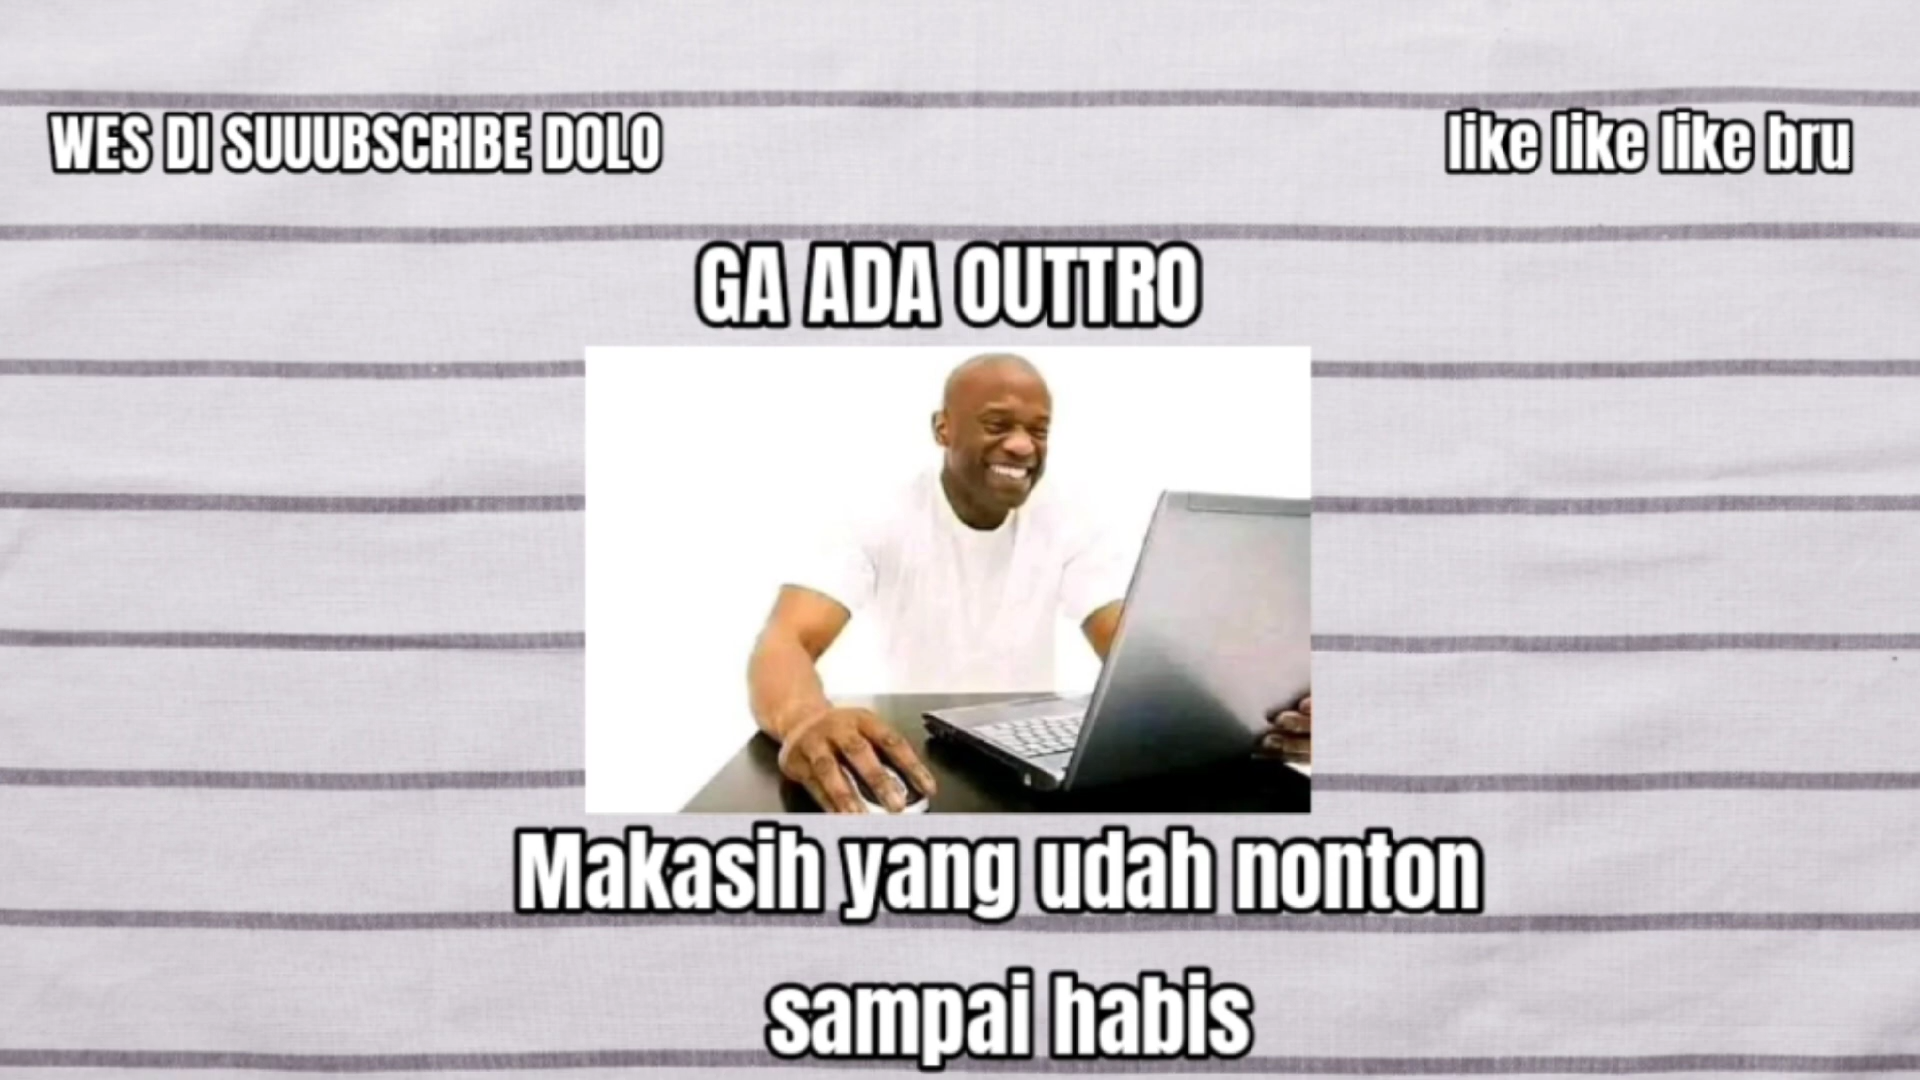 WES DI SUUUBSCRIBE DOLO
like like like bru
GA ADA OUTTRO
Makasih yang udah nonton
sampai habis